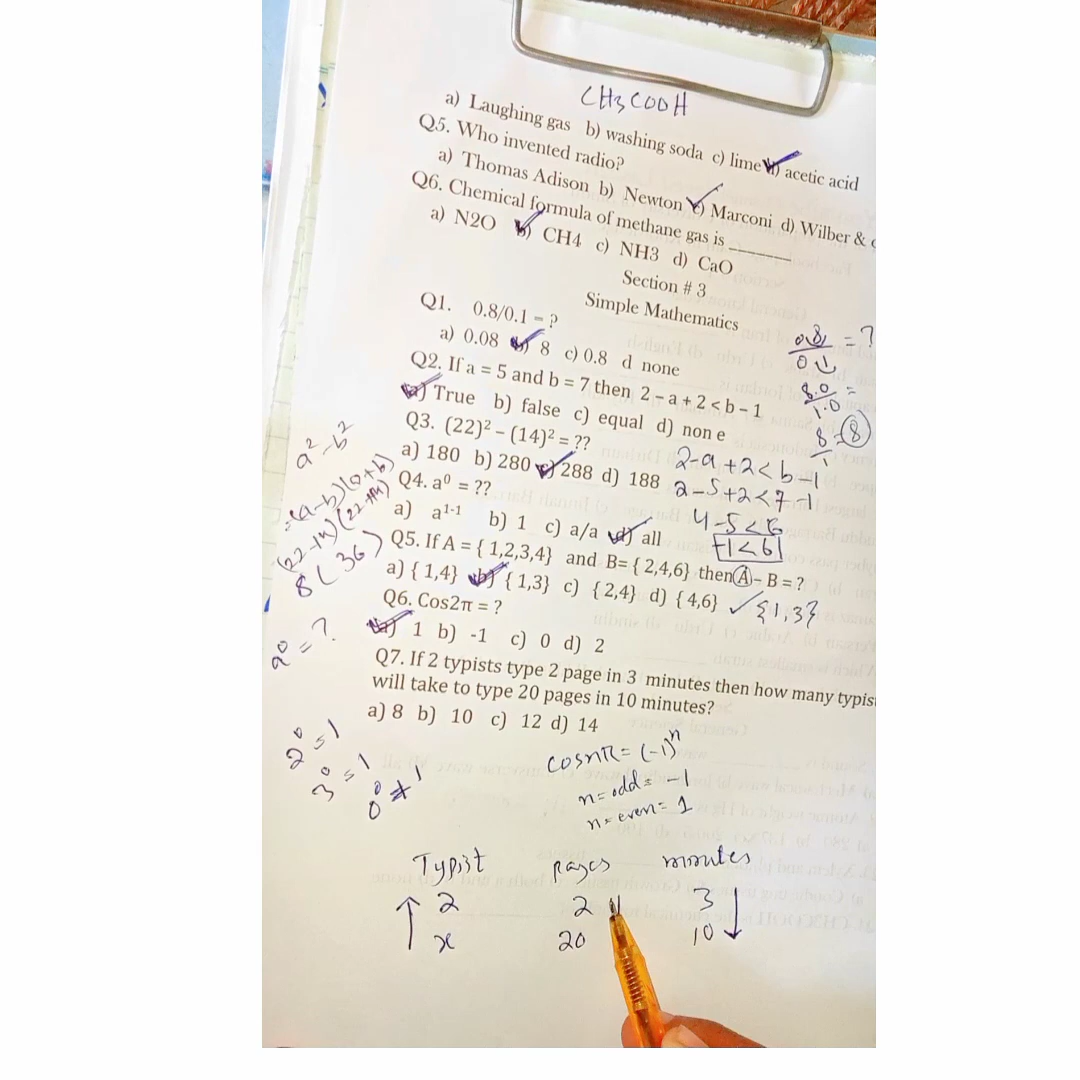 CH3COOH
a) Laughing gas b) washing soda c) lime d) acetic acid
Q5. Who invented radio?
a) Thomas Adison b) Newton c) Marconi d) Wilber &
Q6. Chemical formula of methane gas is ______
a) N2O b) CH4 c) NH3 d) CaO
Section # 3
Simple Mathematics
Q1. 0.8/0.1 = ?
a) 0.08 b) 8 c) 0.8 d none
Q2. If a = 5 and b = 7 then 2 – a + 2 < b – 1
a) True b) false c) equal d) non e
Q3. (22)² – (14)² = ??
a) 180 b) 280 c) 288 d) 188
Q4. a⁰ = ??
a) a¹⁻¹ b) 1 c) a/a d) all
Q5. If A = { 1,2,3,4} and B= { 2,4,6} then A – B = ?
a) { 1,4} b) { 1,3} c) { 2,4} d) { 4,6}
Q6. Cos2π = ?
a) 1 b) -1 c) 0 d) 2
Q7. If 2 typists type 2 page in 3 minutes then how many typis
will take to type 20 pages in 10 minutes?
a) 8 b) 10 c) 12 d) 14
0.8/0.1 = ?
8.0/1.0 =
8/1 = 8
2-a+2<b-1
2-5+2<7-1
4-5<6
-1<6
{1,3}
a²-b²
=(a-b)(a+b)
(22-14)(22+14)
8(36)
a⁰=?
2⁰=1
3⁰=1
0⁰≠1
cosnπ=(-1)ⁿ
n=odd=-1
n=even=1
Typist pages minutes
2 2 3
x 20 10